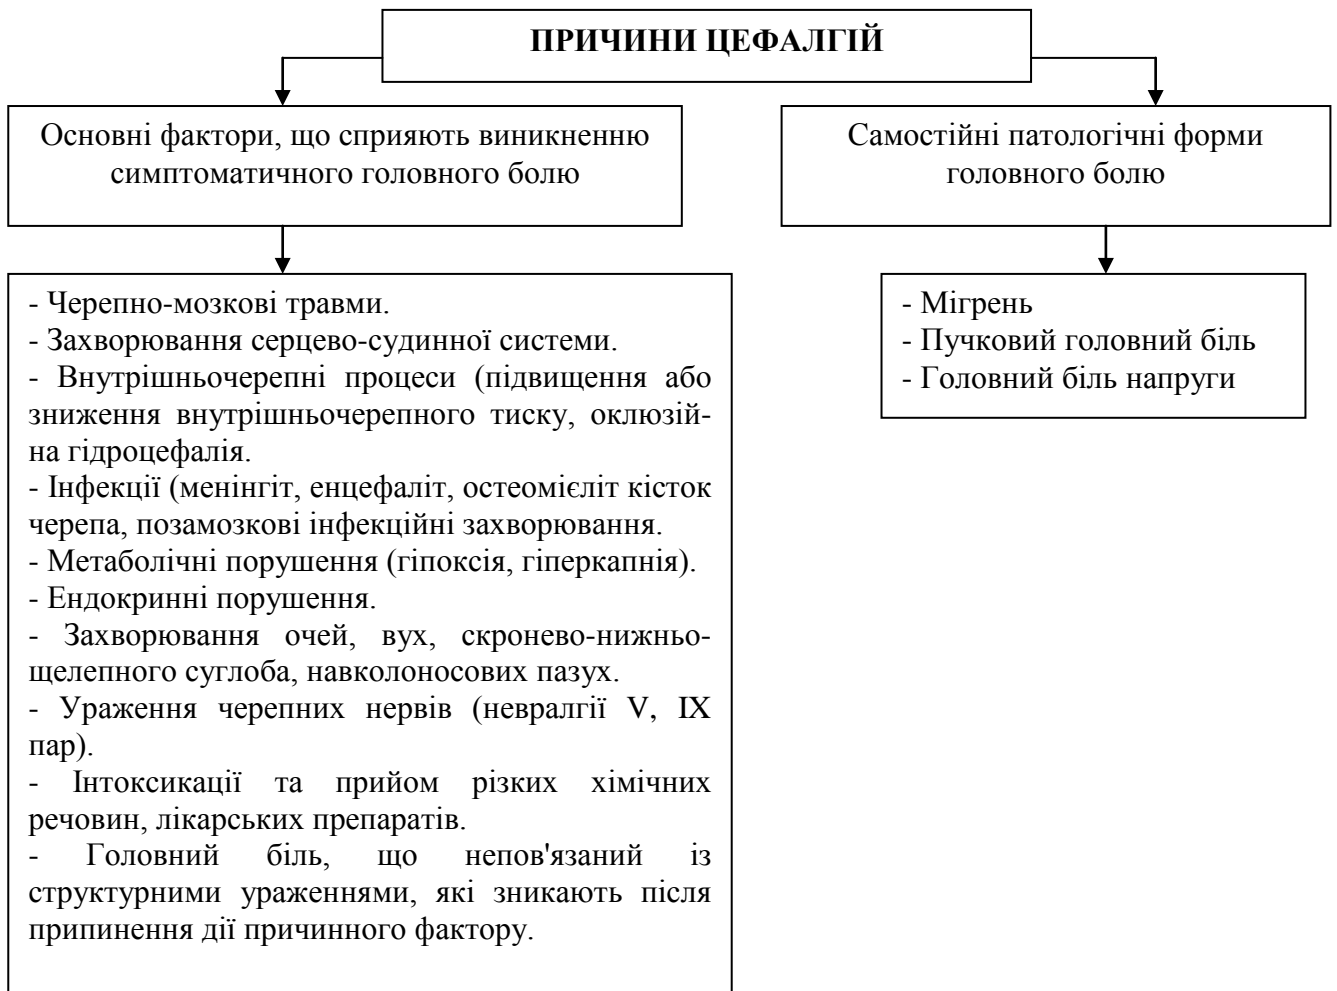 ПРИЧИНИ ЦЕФАЛГІЙ
Основні фактори, що сприяють виникненню
симптоматичного головного болю
Самостійні патологічні форми
головного болю
- Черепно-мозкові травми.
- Захворювання серцево-судинної системи.
- Внутрішньочерепні процеси (підвищення або
зниження внутрішньочерепного тиску, оклюзій-
на гідроцефалія.
- Інфекції (менінгіт, енцефаліт, остеомієліт кісток
черепа, позамозкові інфекційні захворювання.
- Метаболічні порушення (гіпоксія, гіперкапнія).
- Ендокринні порушення.
- Захворювання очей, вух, скронево-нижньо-
щелепного суглоба, навколоносових пазух.
- Ураження черепних нервів (невралгії V, IX
пар).
- Інтоксикації та прийом різких хімічних
речовин, лікарських препаратів.
- Головний біль, що непов'язаний із
структурними ураженнями, які зникають після
припинення дії причинного фактору.
- Мігрень
- Пучковий головний біль
- Головний біль напруги